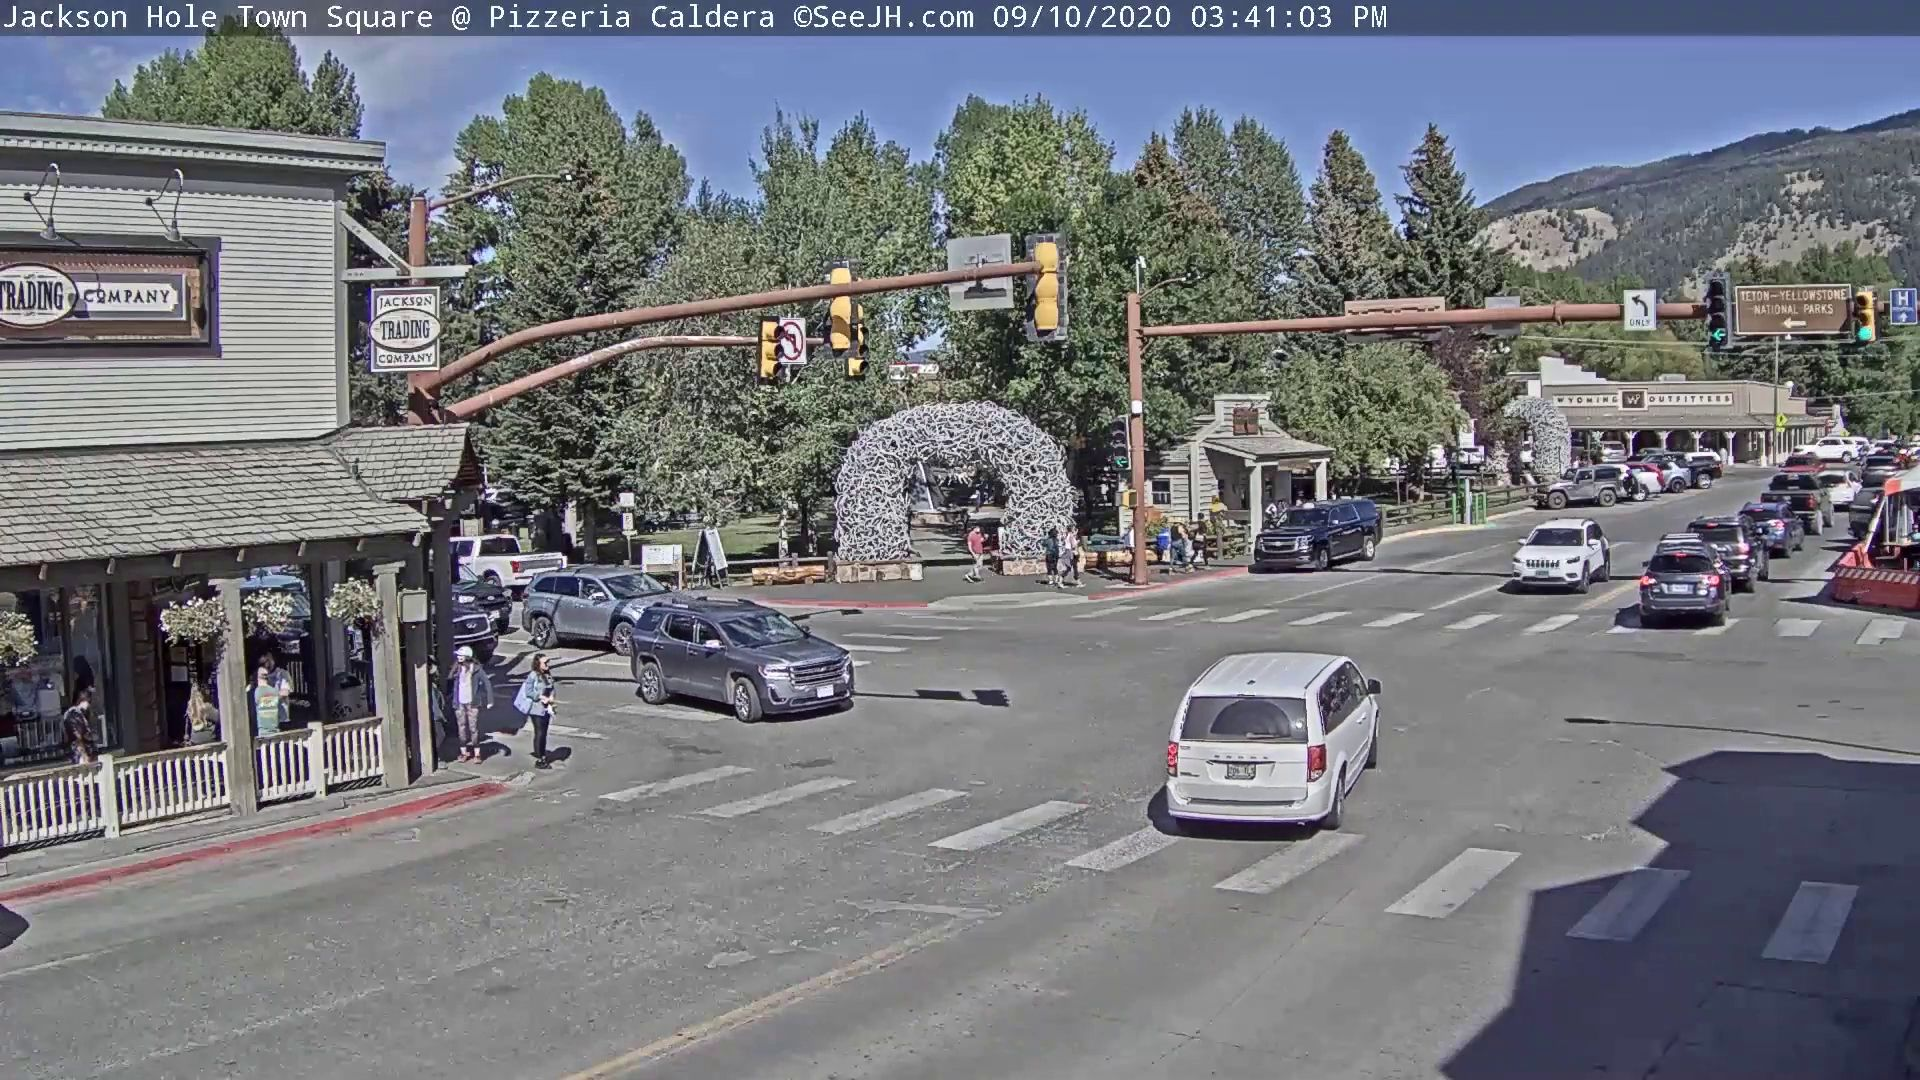 Jackson Hole Town Square @ Pizzeria Caldera ©SeeJH.com 09/10/2020 03:41:03 PM
TRADING COMPANY
JACKSON
TRADING
COMPANY
ONLY
TETON-YELLOWSTONE
NATIONAL PARKS
H
WYOMING W OUTFITTERS